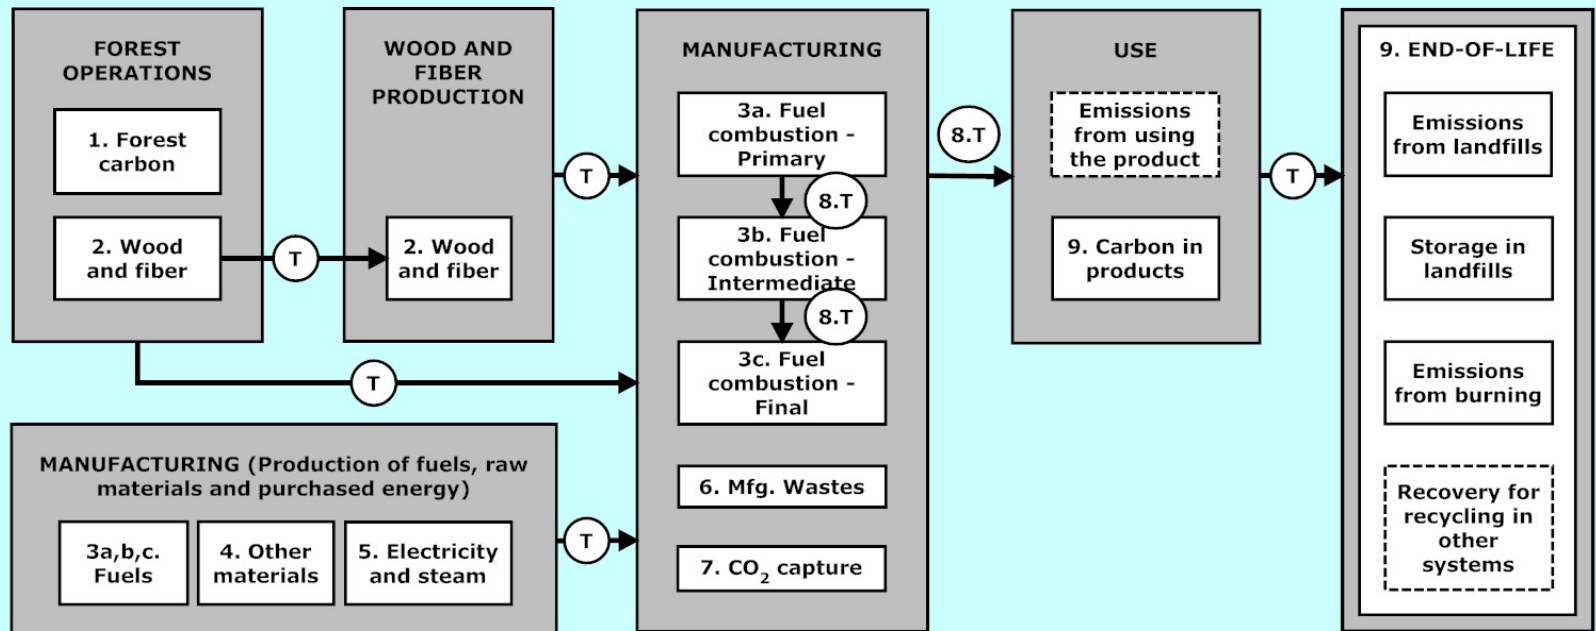 FOREST
OPERATIONS
1. Forest
carbon
2. Wood
and fiber
T
WOOD AND
FIBER
PRODUCTION
2. Wood
and fiber
T
T
MANUFACTURING (Production of fuels, raw
materials and purchased energy)
3a,b,c.
Fuels
4. Other
materials
5. Electricity
and steam
T
MANUFACTURING
3a. Fuel
combustion -
Primary
8.T
3b. Fuel
combustion -
Intermediate
8.T
3c. Fuel
combustion -
Final
6. Mfg. Wastes
7. CO₂ capture
8.T
USE
Emissions
from using
the product
9. Carbon in
products
T
9. END-OF-LIFE
Emissions
from landfills
Storage in
landfills
Emissions
from burning
Recovery for
recycling in
other
systems